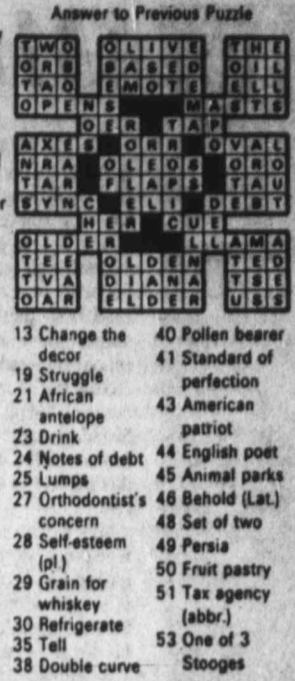 Answer to Previous Puzzle
TWO OLIVE THE
ORB BASED OIL
TAO EMOTE ELL
OPENS MASTS
OER TAP
AXES ORR OVAL
NRA OLEOS ORO
TAR FLAPS TAU
SYNC ELI DEBT
HER CUE
OLDER LLAMA
TEE OLDEN TED
TVA DIANA TSE
OAR ELDER USS
13 Change the
decor
19 Struggle
21 African
antelope
23 Drink
24 Notes of debt
25 Lumps
27 Orthodontist's
concern
28 Self-esteem
(pl.)
29 Grain for
whiskey
30 Refrigerate
35 Tell
38 Double curve
40 Pollen bearer
41 Standard of
perfection
43 American
patriot
44 English poet
45 Animal parks
46 Behold (Lat.)
48 Set of two
49 Persia
50 Fruit pastry
51 Tax agency
(abbr.)
53 One of 3
Stooges